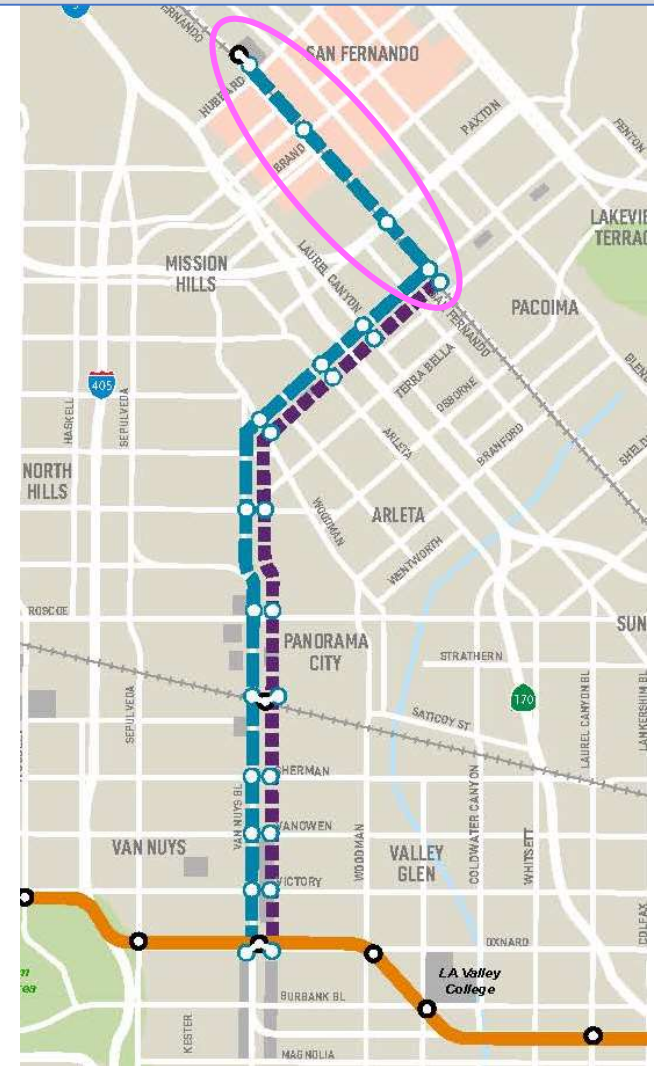 SAN FERNANDO
HUBBARD
BRAND
PAXTON
FENTON
MISSION
HILLS
LAUREL CANYON
SAN FERNANDO
PACOIMA
405
HASKELL
SEPULVEDA
TERRA BELLA
OSBORNE
ARLETA
BRANFORD
NORTH
HILLS
WOODMAN
ARLETA
WENTWORTH
ROSCOE
PANORAMA
CITY
STRATHERN
SEPULVEDA
SATICOY ST
170
LAUREL CANYON BL
LANKERSHIM BL
SHERMAN
VAN NUYS BL
VANOWEN
VAN NUYS
WOODMAN
VALLEY
GLEN
COLDWATER CANYON
WHITSETT
VICTORY
OXNARD
COLFAX
LA Valley
College
BURBANK BL
KESTER
MAGNOLIA